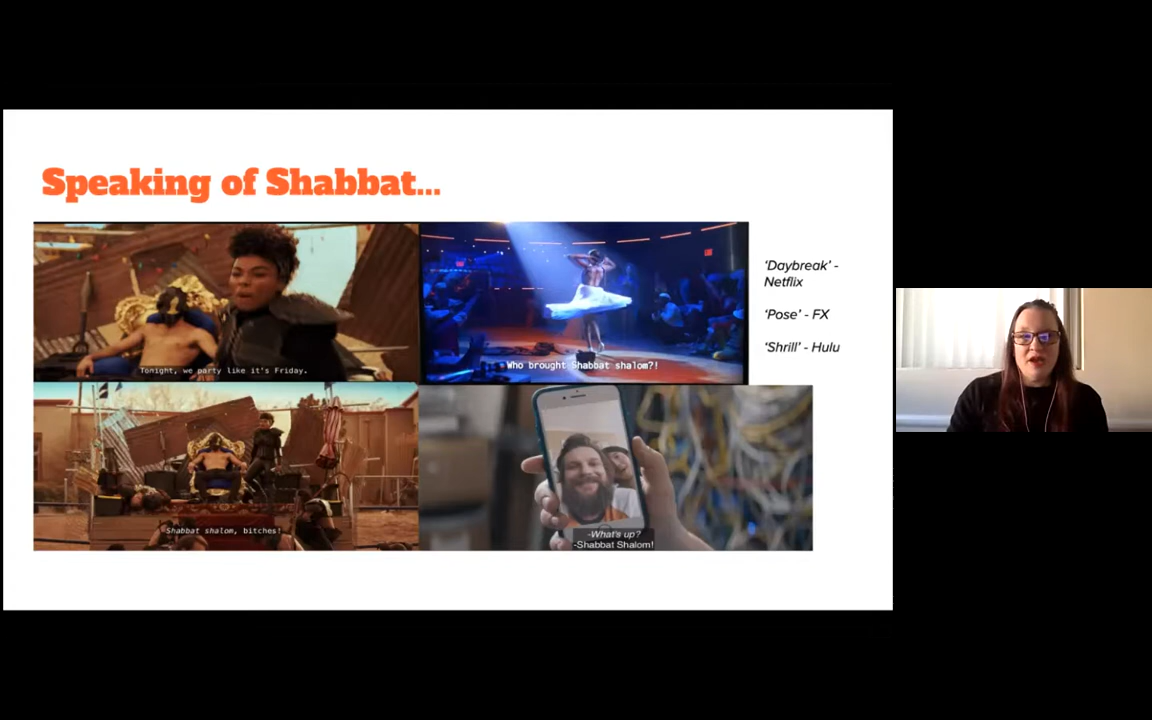 Speaking of Shabbat...
Tonight, we party like it's Friday.
Who brought Shabbat shalom?!
Shabbat shalom, bitches!
-What's up?
-Shabbat Shalom!
‘Daybreak’ -
Netflix
‘Pose’ - FX
‘Shrill’ - Hulu